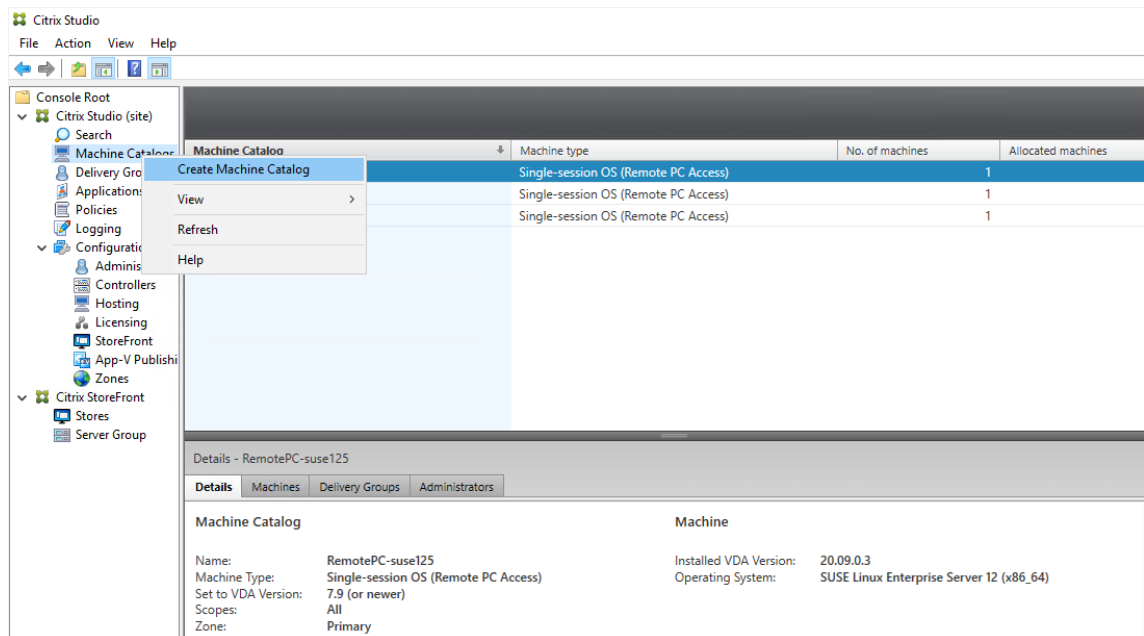 Citrix Studio
File Action View Help
Console Root
Citrix Studio (site)
Search
Machine Catalogs
Delivery Gro
Applications
Policies
Logging
Configuratio
Adminis
Controllers
Hosting
Licensing
StoreFront
App-V Publishi
Zones
Citrix StoreFront
Stores
Server Group
Create Machine Catalog
View
Refresh
Help
Machine Catalog Machine type No. of machines Allocated machines
Single-session OS (Remote PC Access) 1
Single-session OS (Remote PC Access) 1
Single-session OS (Remote PC Access) 1
Details - RemotePC-suse125
Details Machines Delivery Groups Administrators
Machine Catalog
Name: RemotePC-suse125
Machine Type: Single-session OS (Remote PC Access)
Set to VDA Version: 7.9 (or newer)
Scopes: All
Zone: Primary
Machine
Installed VDA Version: 20.09.0.3
Operating System: SUSE Linux Enterprise Server 12 (x86_64)